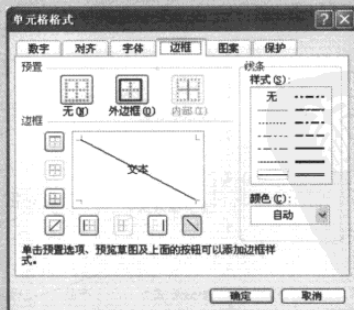 单元格格式
数字 对齐 字体 边框 图案 保护
预置
无(N) 外边框(O) 内部(I)
边框
文本
线条
样式(S):
无
颜色(C):
自动
单击预置选项、预览草图及上面的按钮可以添加边框样
式。
确定 取消